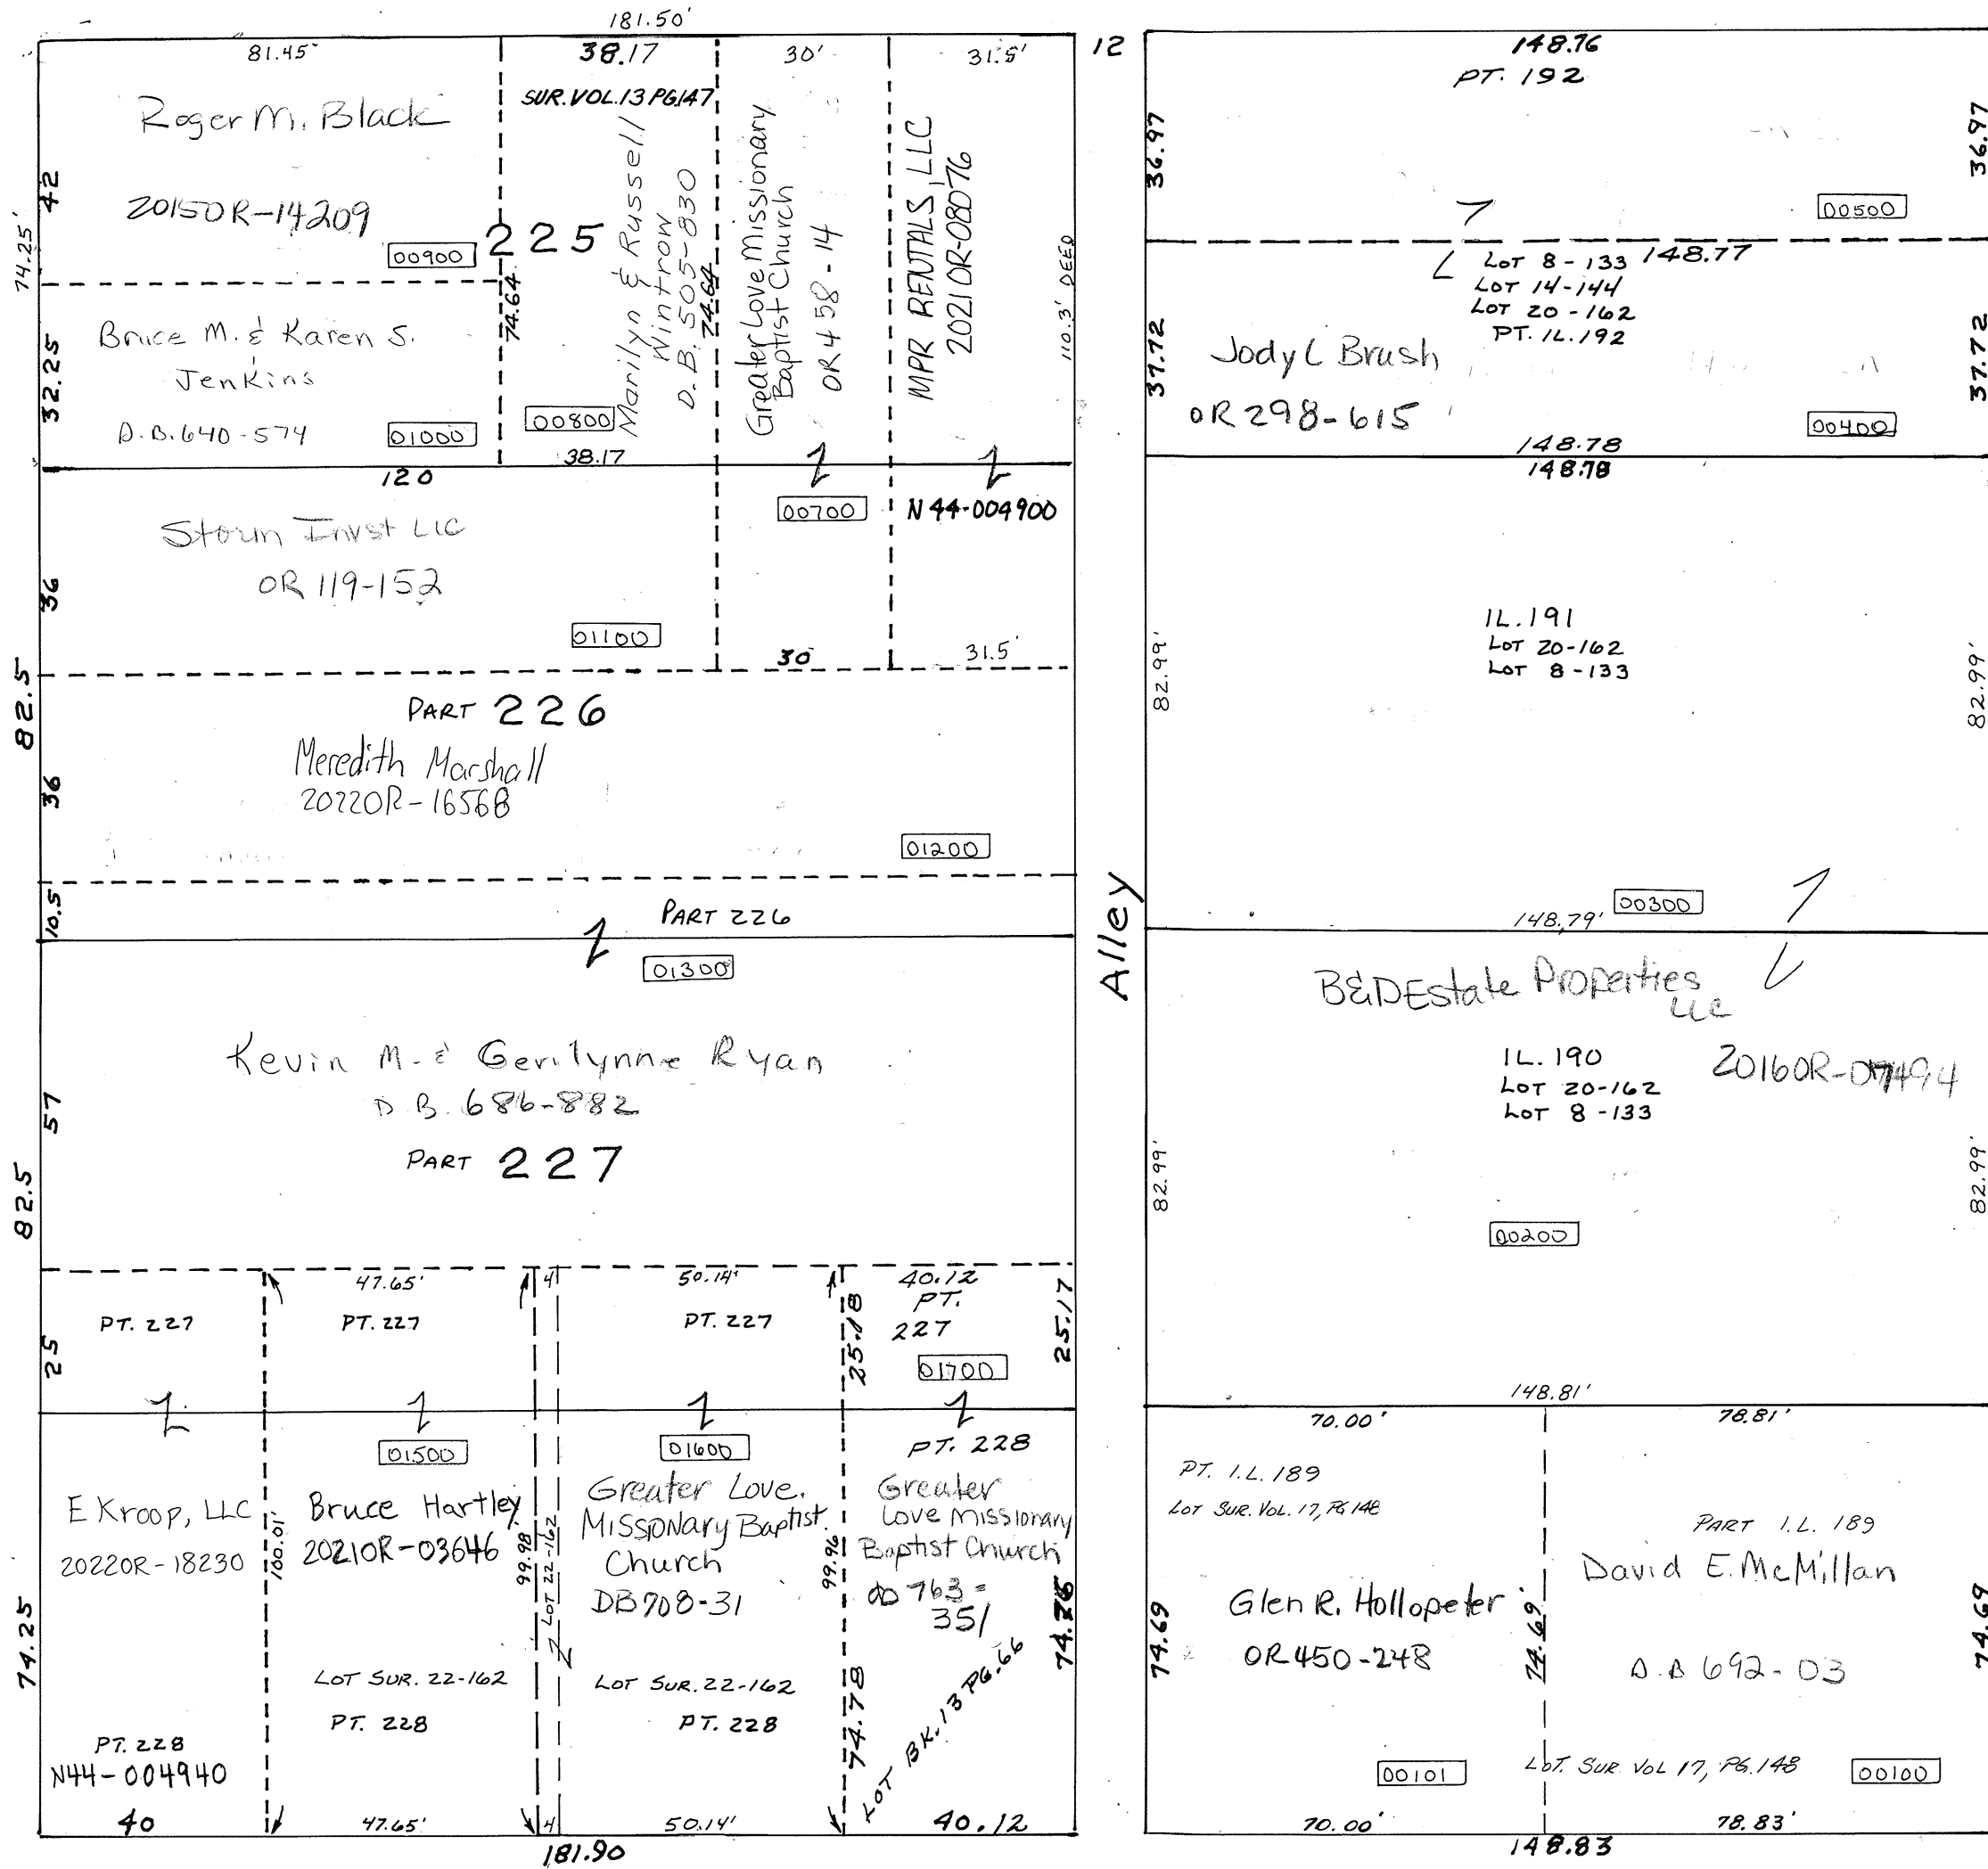 181.50'
81.45'
38.17
30'
31.5'
12
148.76
PT. 192
SUR. VOL. 13 PG.147
Roger M. Black
20150R-14209
42
74.25'
00900
225
74.64
Marilyn & Russell
Wintrow
D.B. 505-830
74.64
00800
38.17
Greater Love Missionary
Baptist Church
OR 458-14
MPR RENTALS, LLC
20210R-08076
110.3' DEED
36.97
36.97
00500
148.77
LOT 8-133
LOT 14-144
LOT 20-162
PT. IL. 192
Bruce M. & Karen S.
Jenkins
D.B. 640-574
32.25
01000
Jody L Brush
OR 298-615
37.72
37.72
00400
148.78
148.78
120
Storm Invst LLC
OR 119-152
36
01100
00700
N44-004900
30
31.5'
IL. 191
LOT 20-162
LOT 8-133
82.99'
82.99'
82.5
PART 226
Meredith Marshall
20220R-16568
36
01200
10.5
PART 226
Alley
00300
148.79'
01300
Kevin M. & Gerilynne Ryan
D.B. 686-882
PART 227
57
82.5
B&D Estate Properties
LLC
20160R-07494
IL. 190
LOT 20-162
LOT 8-133
82.99'
82.99'
00200
47.65'
4'
50.14'
40.12
PT. 227
PT. 227
PT. 227
PT.
227
25
25.18
25.17
01700
148.81'
70.00'
78.81'
01500
01600
PT. 228
E Kroop, LLC
20220R-18230
100.01'
Bruce Hartley
20210R-03646
99.98'
LOT 22-162
Greater Love.
Missionary Baptist
Church
DB 708-31
99.96'
Greater
Love Missionary
Baptist Church
DB 763-
351
74.25
PT. 228
N44-004940
LOT SUR. 22-162
PT. 228
LOT SUR. 22-162
PT. 228
74.78
LOT BK. 13 PG. 66
40
47.65'
4'
50.14'
40.12
181.90
PT. I.L. 189
LOT SUR. VOL. 17, PG 148
Glen R. Hollopeter
OR 450-248
74.69
74.69'
PART I.L. 189
David E. McMillan
D.B 692-03
74.69
LOT. SUR VOL 17, PG. 148
00101
00100
70.00'
78.83'
148.83